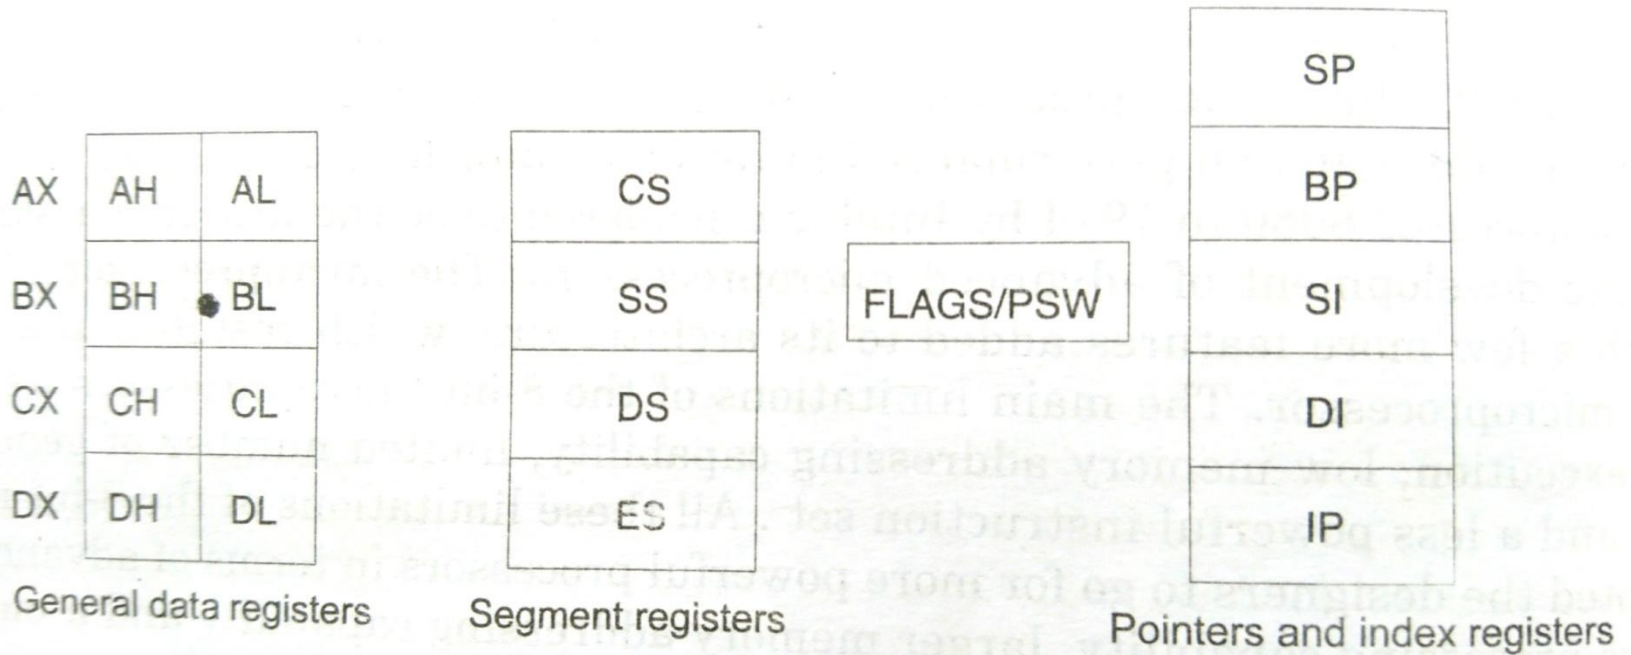 AX AH AL
BX BH BL
CX CH CL
DX DH DL
General data registers
CS
SS
DS
ES
Segment registers
FLAGS/PSW
SP
BP
SI
DI
IP
Pointers and index registers